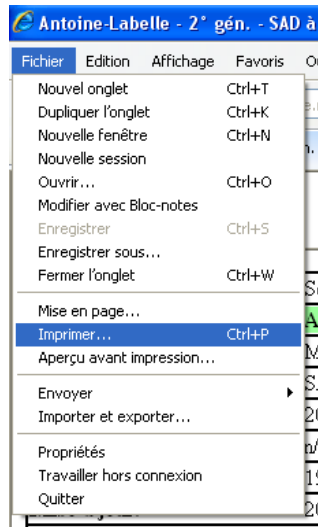 Antoine-Labelle - 2° gén. - SAD à
Fichier Edition Affichage Favoris
Nouvel onglet Ctrl+T
Dupliquer l'onglet Ctrl+K
Nouvelle fenêtre Ctrl+N
Nouvelle session
Ouvrir... Ctrl+O
Modifier avec Bloc-notes
Enregistrer Ctrl+S
Enregistrer sous...
Fermer l'onglet Ctrl+W
Mise en page...
Imprimer... Ctrl+P
Aperçu avant impression...
Envoyer
Importer et exporter...
Propriétés
Travailler hors connexion
Quitter